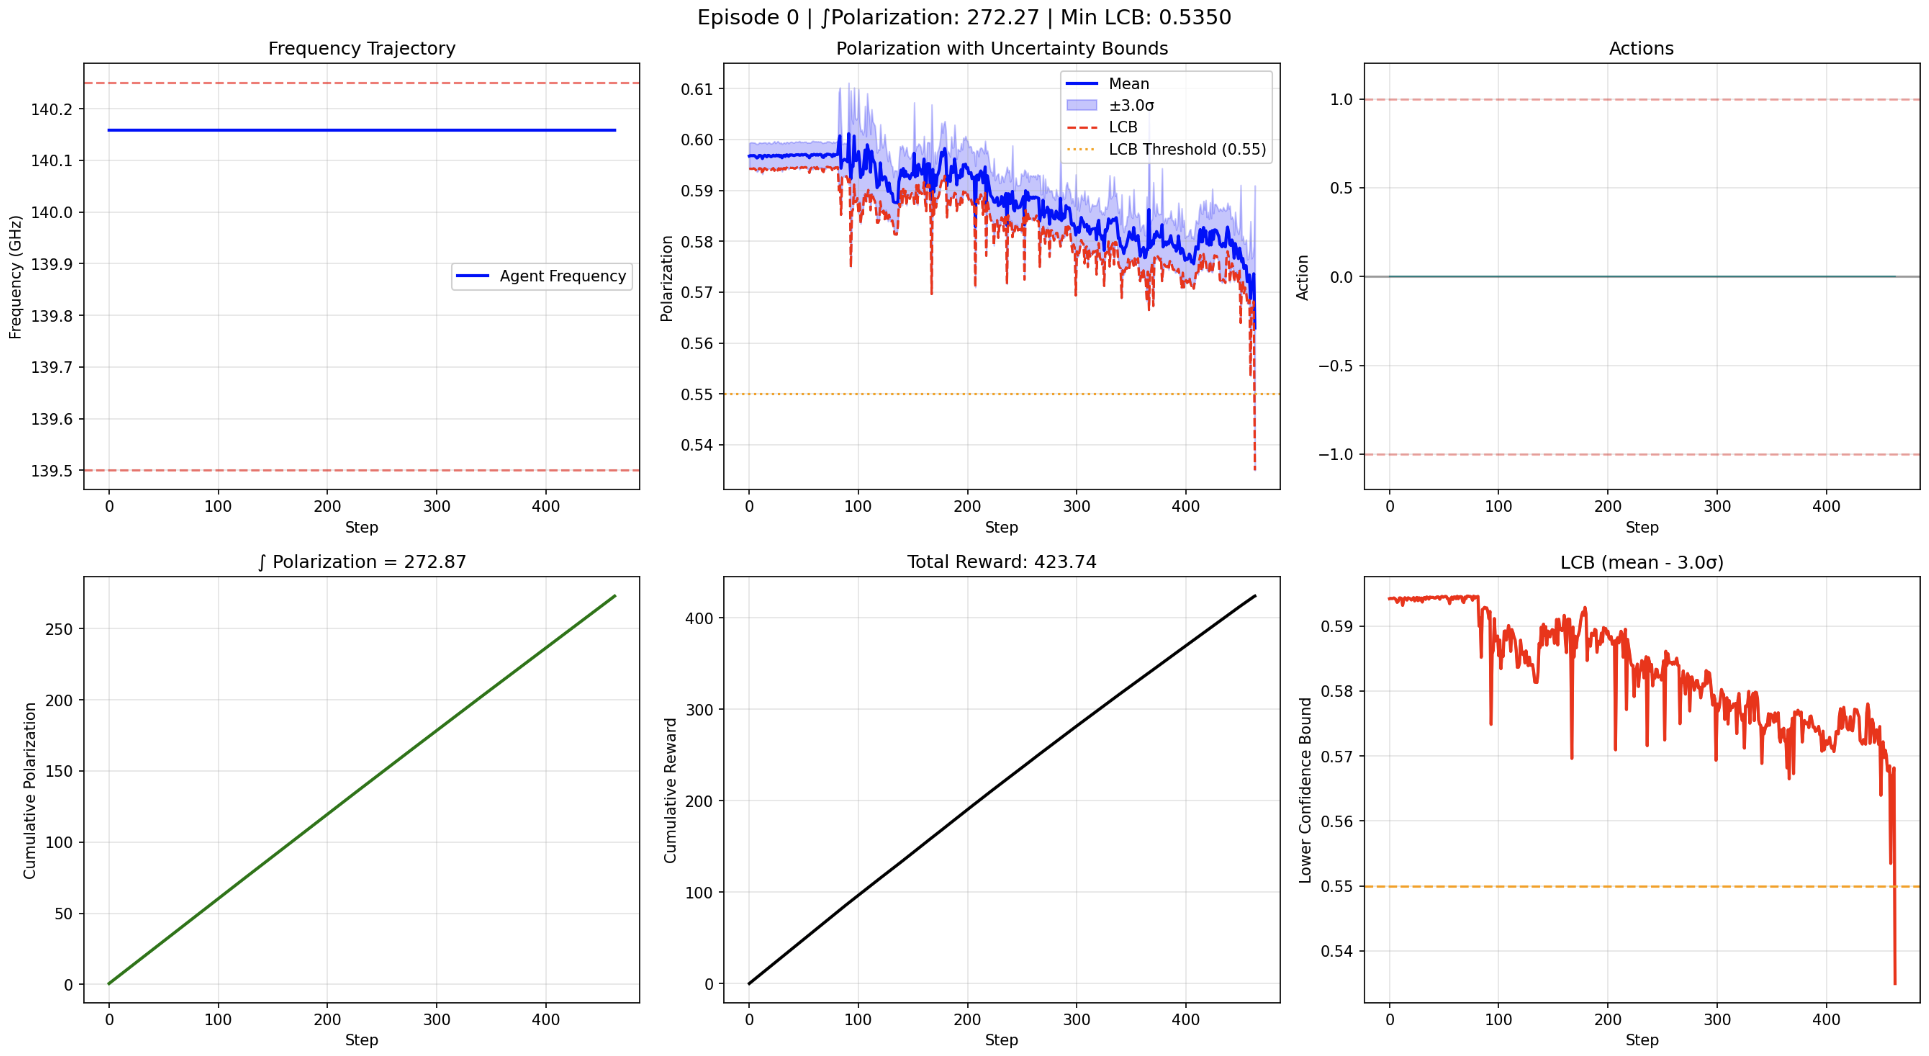 Episode 0 | ∫Polarization: 272.27 | Min LCB: 0.5350
Frequency Trajectory
Frequency (GHz)
140.2
140.1
140.0
139.9
139.8
139.7
139.6
139.5
Agent Frequency
0
100
200
300
400
Step
Polarization with Uncertainty Bounds
Polarization
0.61
0.60
0.59
0.58
0.57
0.56
0.55
0.54
Mean
±3.0σ
LCB
LCB Threshold (0.55)
0
100
200
300
400
Step
Actions
Action
1.0
0.5
0.0
−0.5
−1.0
0
100
200
300
400
Step
∫ Polarization = 272.87
Cumulative Polarization
250
200
150
100
50
0
0
100
200
300
400
Step
Total Reward: 423.74
Cumulative Reward
400
300
200
100
0
0
100
200
300
400
Step
LCB (mean - 3.0σ)
Lower Confidence Bound
0.59
0.58
0.57
0.56
0.55
0.54
0
100
200
300
400
Step